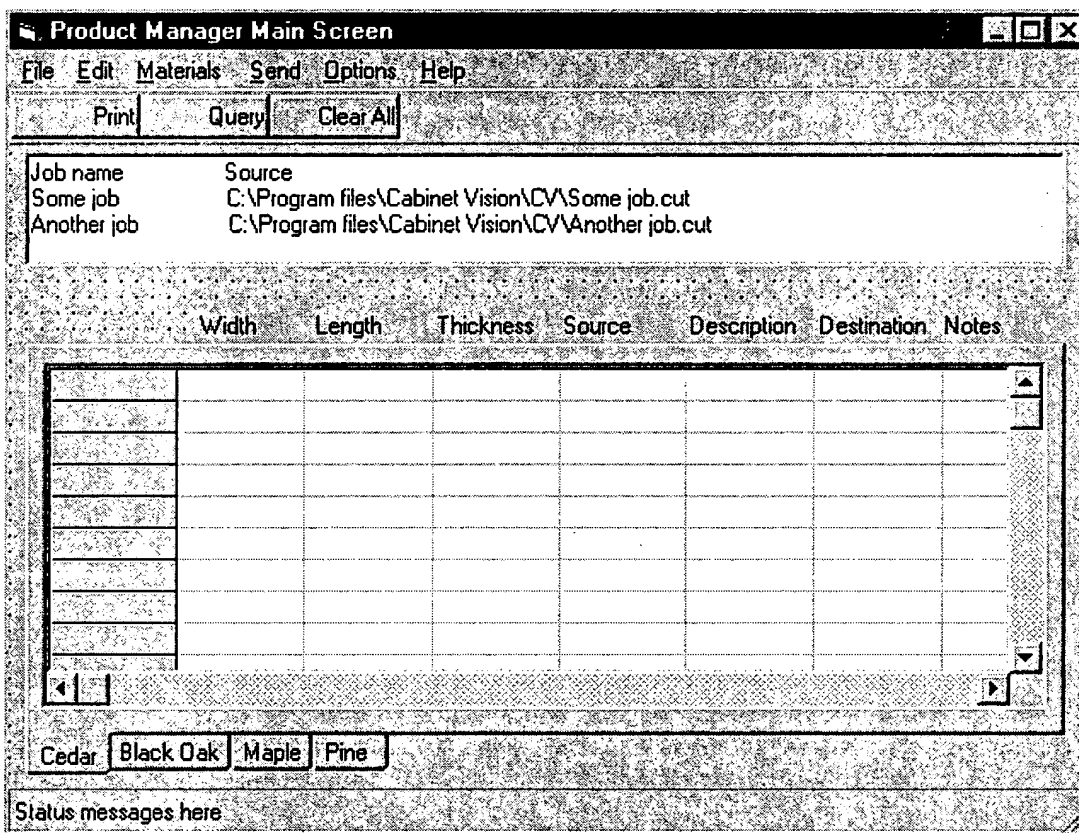 Product Manager Main Screen
File Edit Materials Send Options Help
Print Query Clear All
Job name Source
Some job C:\Program files\Cabinet Vision\CV\Some job.cut
Another job C:\Program files\Cabinet Vision\CV\Another job.cut
Width Length Thickness Source Description Destination Notes
Cedar Black Oak Maple Pine
Status messages here